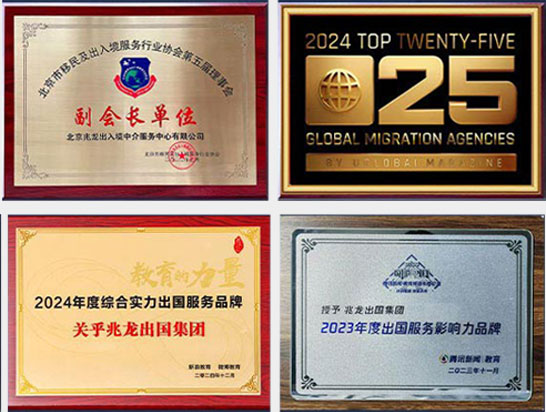 北京市移民及出入境服务行业协会第五届理事会
副会长单位
北京兆龙出入境中介服务中心有限公司
2024 TOP TWENTY-FIVE
25
GLOBAL MIGRATION AGENCIES
BY UGLOBAL MAGAZINE
教育的力量
2024年度综合实力出国服务品牌
关乎兆龙出国集团
新浪教育 微博教育
二零二四年十二月
授予 兆龙出国集团
2023年度出国服务影响力品牌
腾讯新闻 教育
二〇二三年十一月